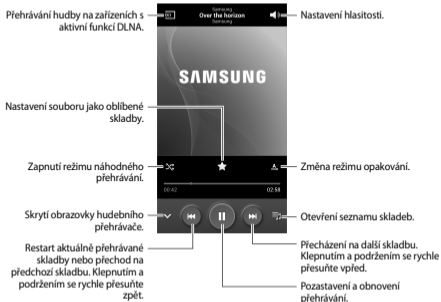 Přehrávání hudby na zařízeních s
aktivní funkcí DLNA.
Nastavení souboru jako oblíbené
skladby.
Zapnutí režimu náhodného
přehrávání.
Skrytí obrazovky hudebního
přehrávače.
Restart aktuálně přehrávané
skladby nebo přechod na
předchozí skladbu. Klepnutím a
podržením se rychle přesuňte
zpět.
Samsung
Over the horizon
Samsung
SAMSUNG
00:42
02:58
Nastavení hlasitosti.
Změna režimu opakování.
Otevření seznamu skladeb.
Přecházení na další skladbu.
Klepnutím a podržením se rychle
přesuňte vpřed.
Pozastavení a obnovení
přehrávání.